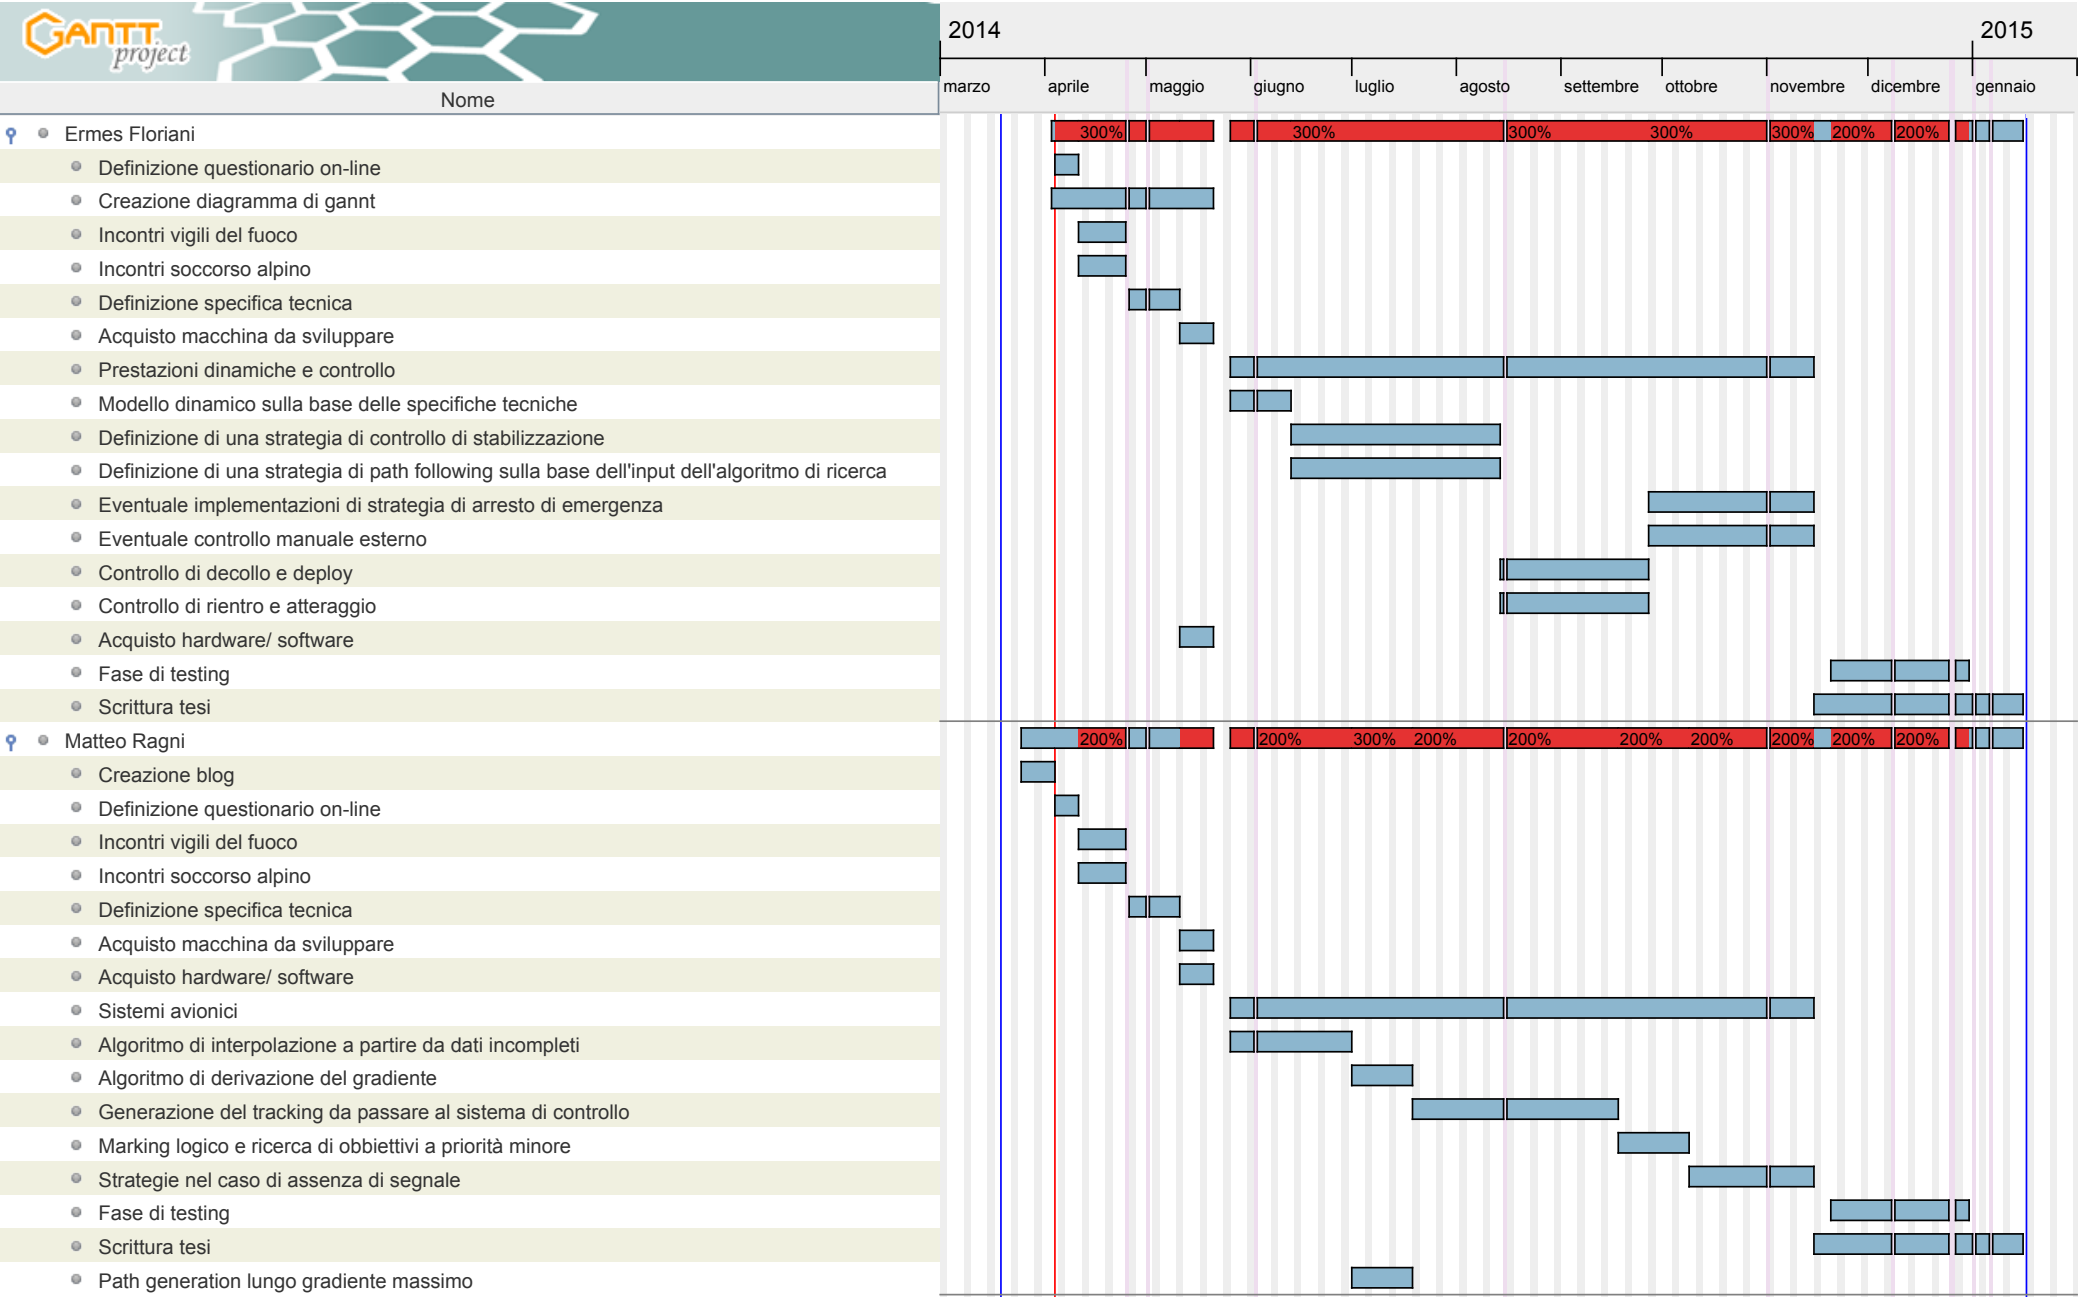 GANTT
project
2014 2015
marzo aprile maggio giugno luglio agosto settembre ottobre novembre dicembre gennaio
Nome
Ermes Floriani 300% 300% 300% 300% 300% 200% 200%
Definizione questionario on-line
Creazione diagramma di gannt
Incontri vigili del fuoco
Incontri soccorso alpino
Definizione specifica tecnica
Acquisto macchina da sviluppare
Prestazioni dinamiche e controllo
Modello dinamico sulla base delle specifiche tecniche
Definizione di una strategia di controllo di stabilizzazione
Definizione di una strategia di path following sulla base dell'input dell'algoritmo di ricerca
Eventuale implementazioni di strategia di arresto di emergenza
Eventuale controllo manuale esterno
Controllo di decollo e deploy
Controllo di rientro e atteraggio
Acquisto hardware/ software
Fase di testing
Scrittura tesi
Matteo Ragni 200% 200% 300% 200% 200% 200% 200% 200% 200% 200%
Creazione blog
Definizione questionario on-line
Incontri vigili del fuoco
Incontri soccorso alpino
Definizione specifica tecnica
Acquisto macchina da sviluppare
Acquisto hardware/ software
Sistemi avionici
Algoritmo di interpolazione a partire da dati incompleti
Algoritmo di derivazione del gradiente
Generazione del tracking da passare al sistema di controllo
Marking logico e ricerca di obbiettivi a priorità minore
Strategie nel caso di assenza di segnale
Fase di testing
Scrittura tesi
Path generation lungo gradiente massimo